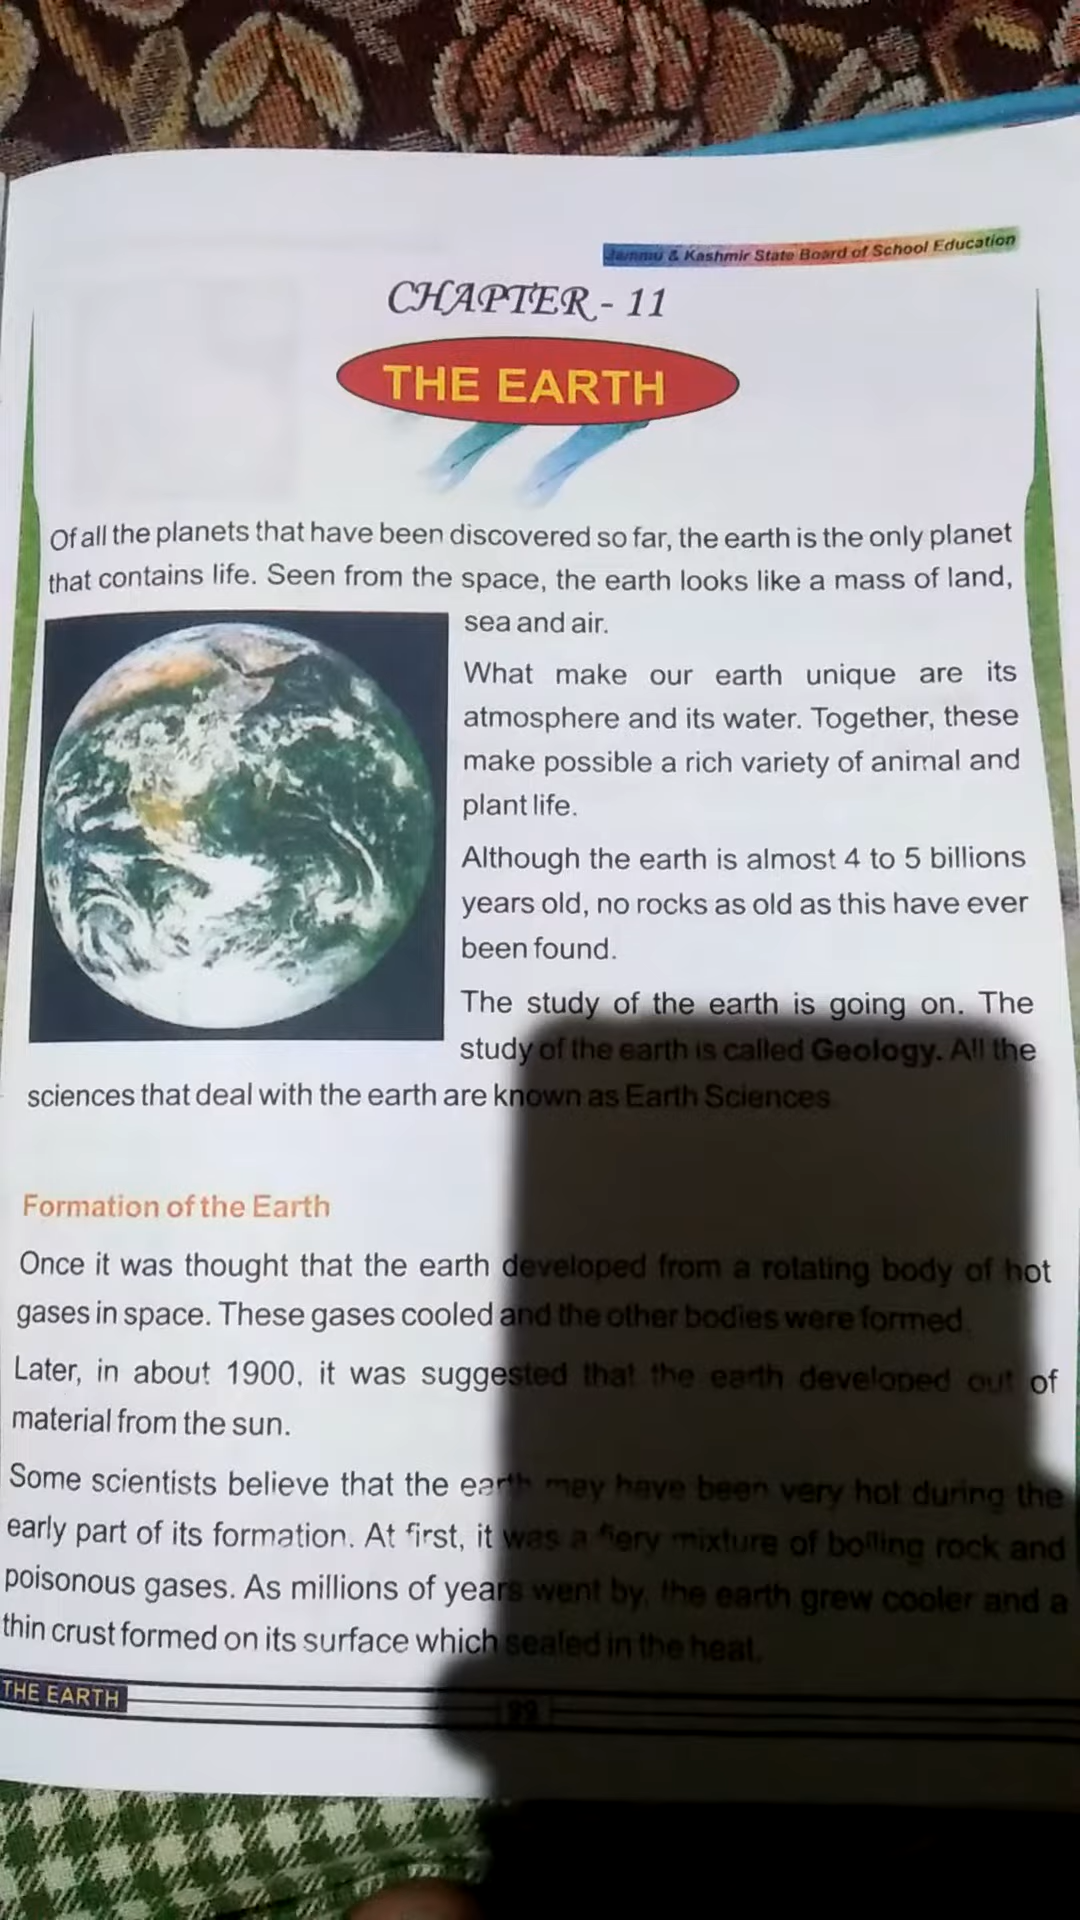 Jammu & Kashmir State Board of School Education
CHAPTER - 11
THE EARTH
Of all the planets that have been discovered so far, the earth is the only planet
that contains life. Seen from the space, the earth looks like a mass of land,
sea and air.
What make our earth unique are its
atmosphere and its water. Together, these
make possible a rich variety of animal and
plant life.
Although the earth is almost 4 to 5 billions
years old, no rocks as old as this have ever
been found.
The study of the earth is going on. The
study of the earth is called Geology. All the
sciences that deal with the earth are known as Earth Sciences
Formation of the Earth
Once it was thought that the earth developed from a rotating body of hot
gases in space. These gases cooled and the other bodies were formed.
Later, in about 1900, it was suggested that the earth developed out of
material from the sun.
Some scientists believe that the earth may have been very hot during the
early part of its formation. At first, it was a fiery mixture of boiling rock and
poisonous gases. As millions of years went by, the earth grew cooler and a
thin crust formed on its surface which sealed in the heat.
THE EARTH
99